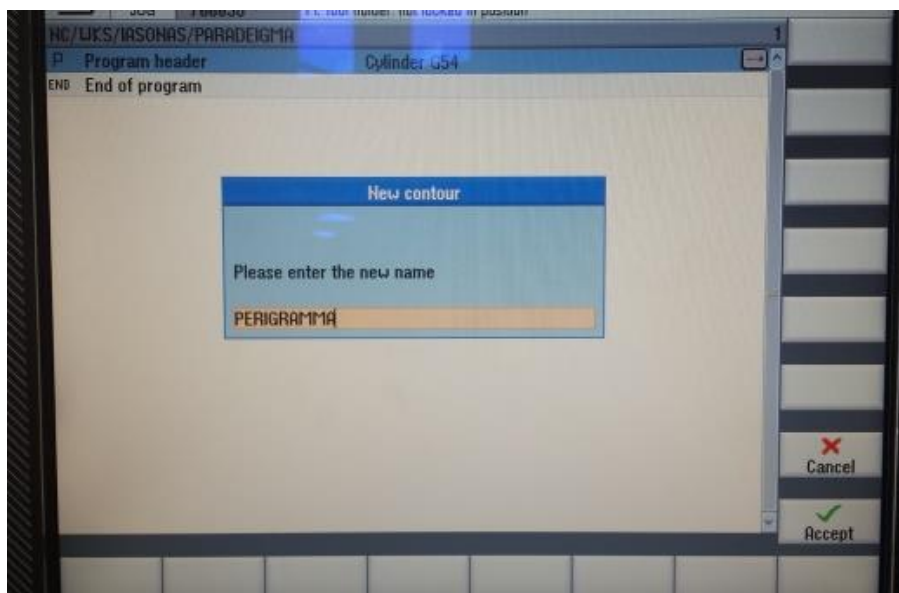 JOG
NC/WKS/IASONAS/PARADEIGMA 1
P Program header Cylinder G54
END End of program
New contour
Please enter the new name
PERIGRAMMA
Cancel
Accept